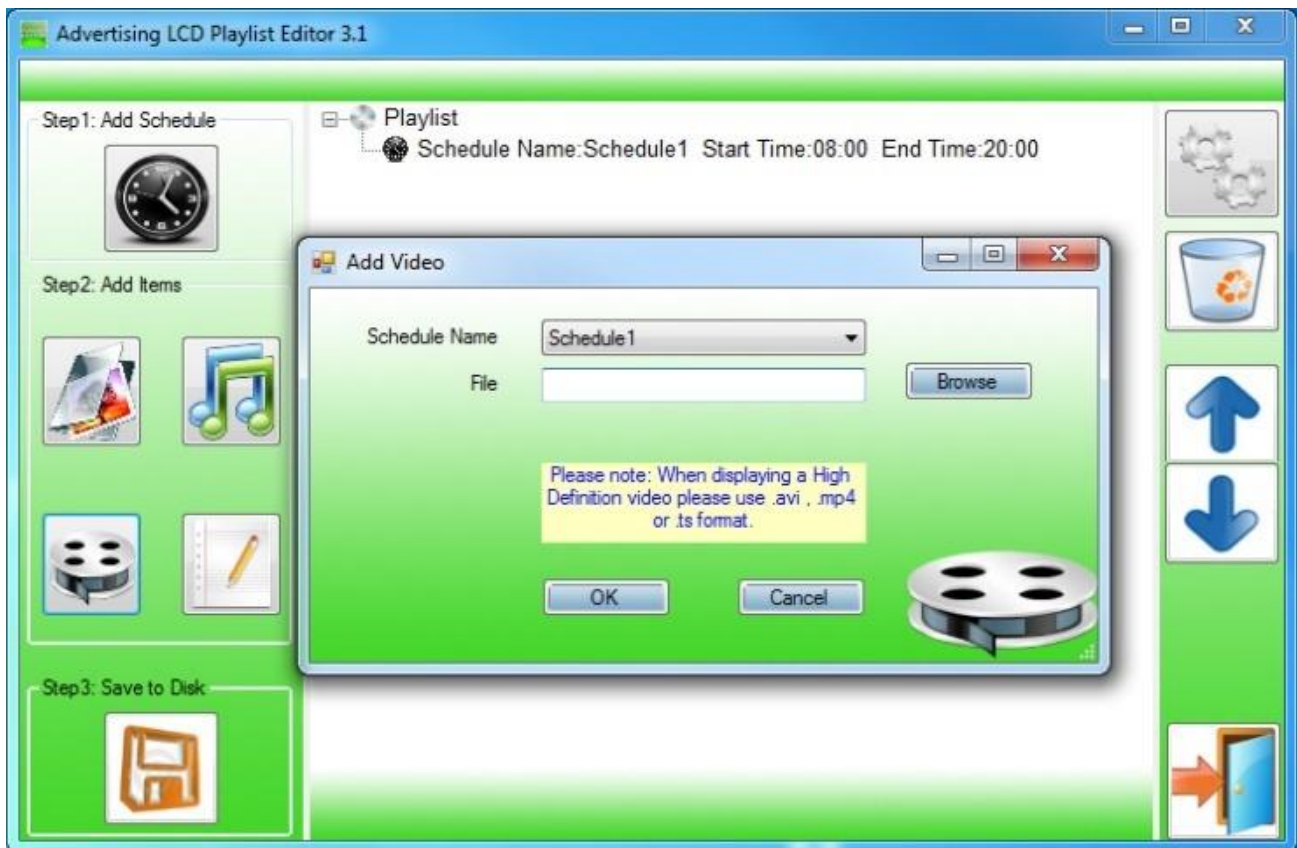 Advertising LCD Playlist Editor 3.1
Step1: Add Schedule
Playlist
Schedule Name:Schedule1 Start Time:08:00 End Time:20:00
Step2: Add Items
Add Video
Schedule Name
Schedule1
File
Browse
Please note: When displaying a High
Definition video please use .avi , .mp4
or .ts format.
OK
Cancel
Step3: Save to Disk